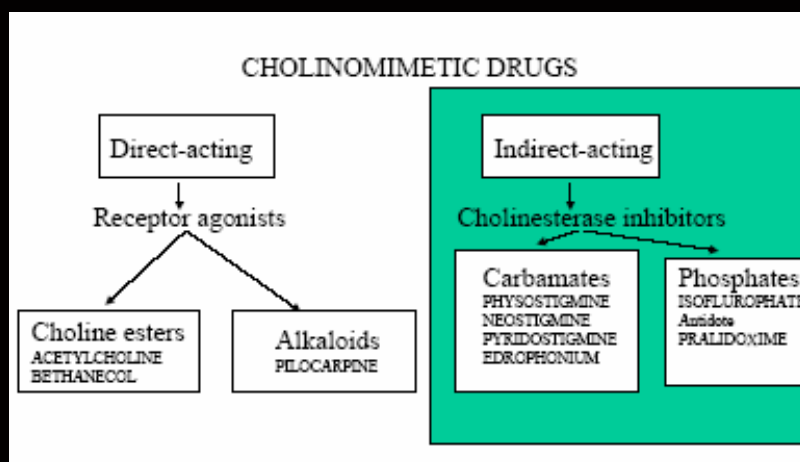 CHOLINOMIMETIC DRUGS
Direct-acting
Receptor agonists
Choline esters
ACETYLCHOLINE
BETHANECOL
Alkaloids
PILOCARPINE
Indirect-acting
Cholinesterase inhibitors
Carbamates
PHYSOSTIGMINE
NEOSTIGMINE
PYRIDOSTIGMINE
EDROPHONIUM
Phosphates
ISOFLUROPHATE
Antidote
PRALIDOXIME